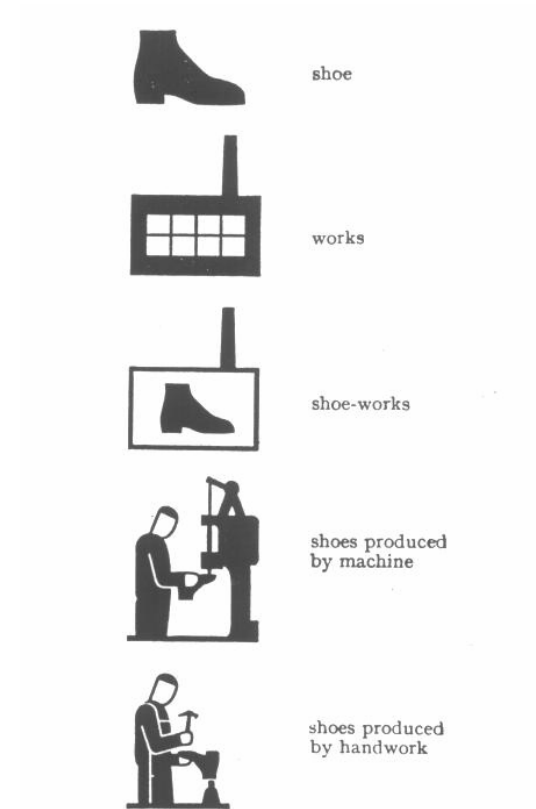 shoe
works
shoe-works
shoes produced
by machine
shoes produced
by handwork